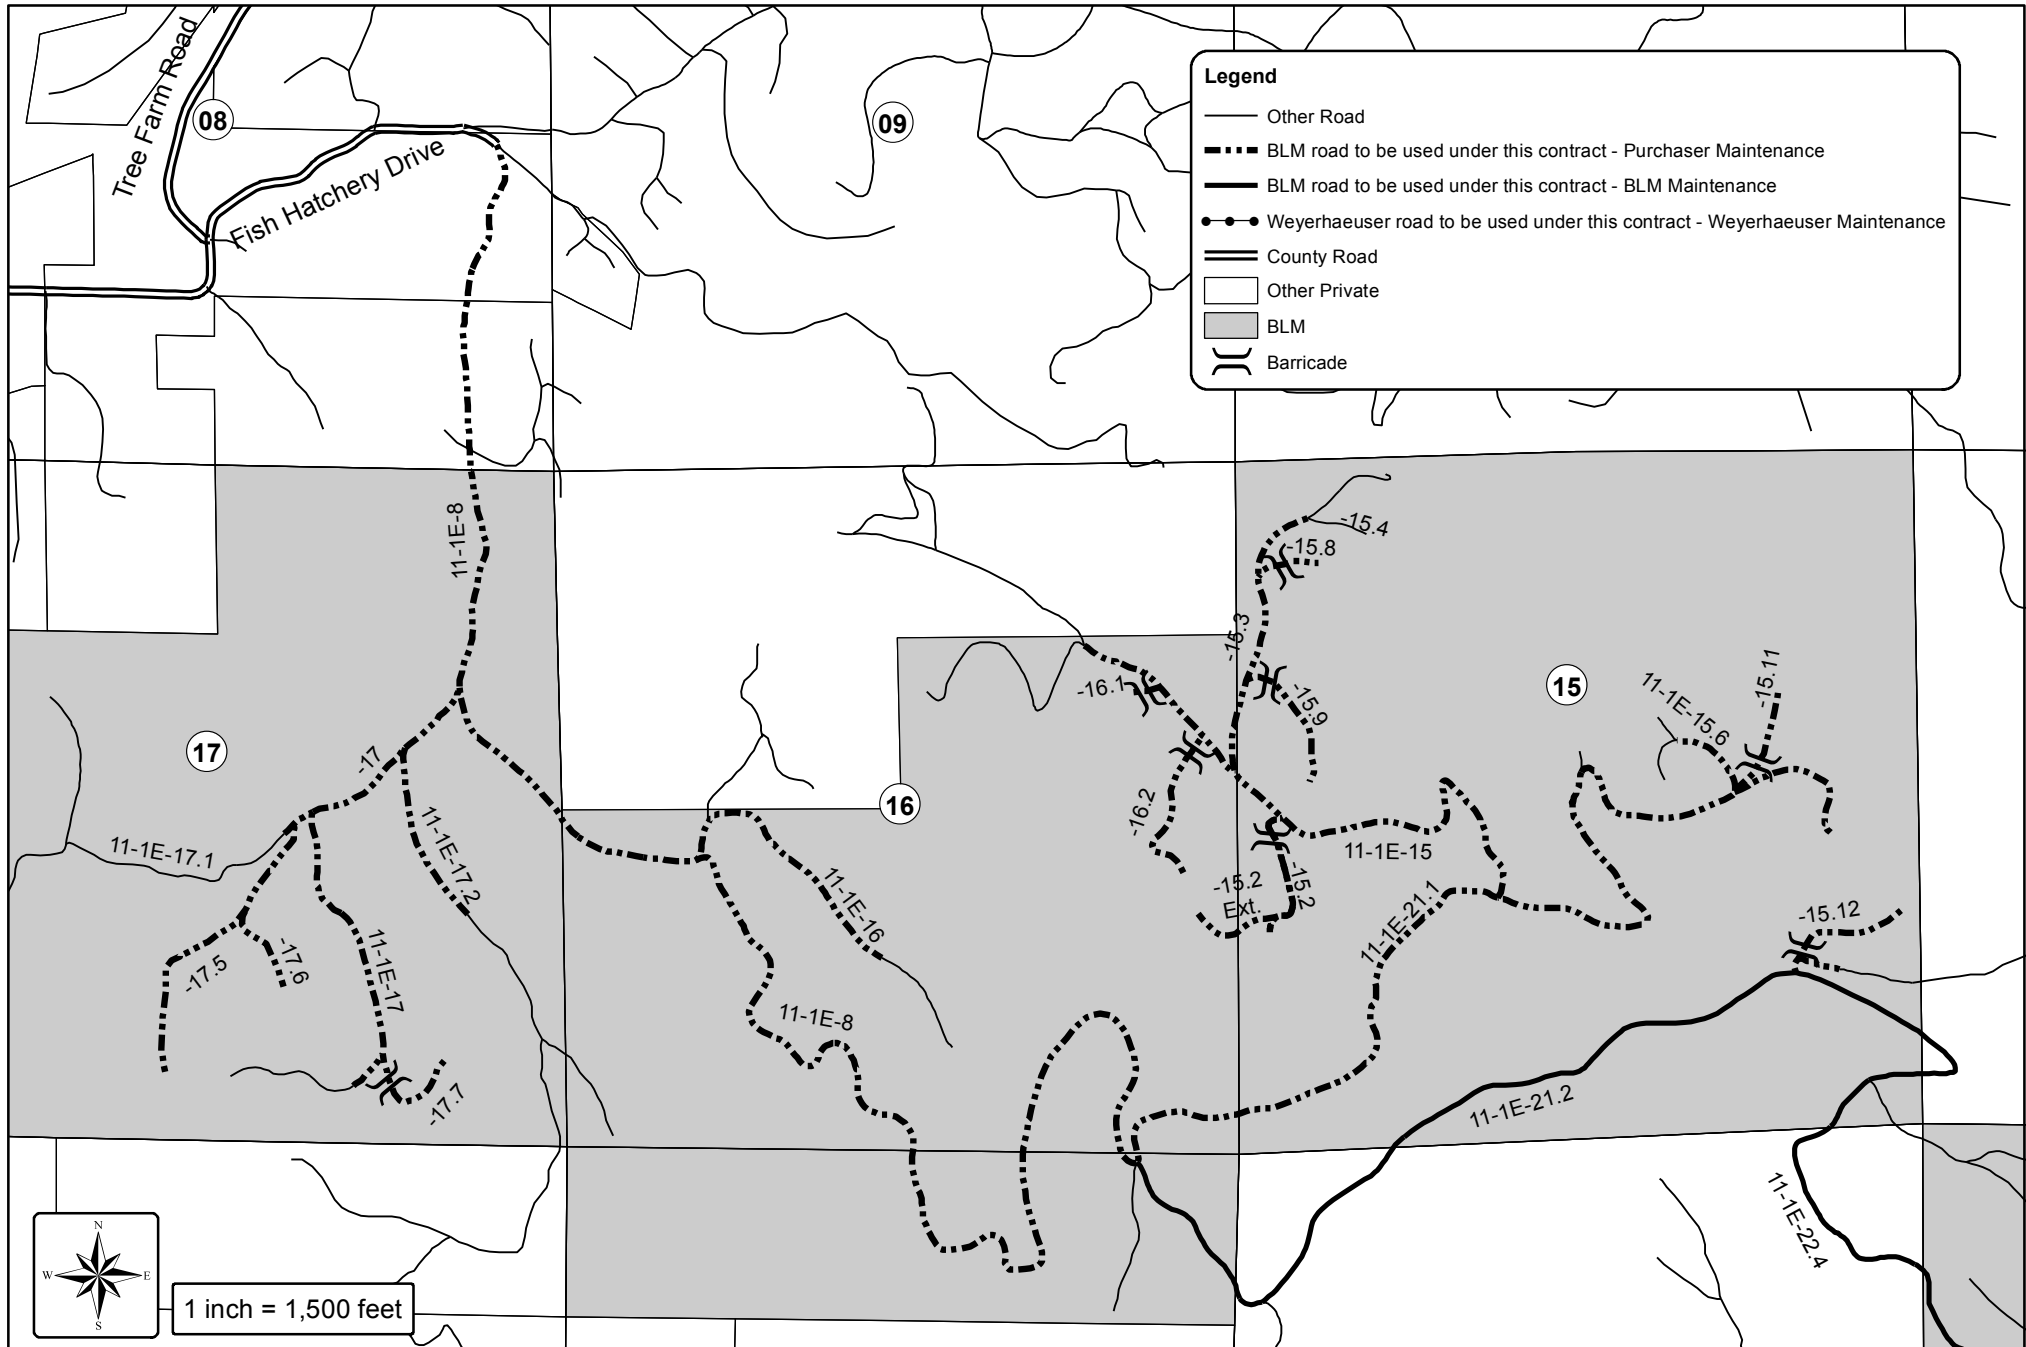 Tree Farm Road
08
Fish Hatchery Drive
09
Legend
Other Road
BLM road to be used under this contract - Purchaser Maintenance
BLM road to be used under this contract - BLM Maintenance
Weyerhaeuser road to be used under this contract - Weyerhaeuser Maintenance
County Road
Other Private
BLM
Barricade
11-1E-8
-15.4
-15.8
-15.3
-16.1
-15.9
15
11-1E-15.6
-15.11
17
-17
16
-16.2
11-1E-17.1
11-1E-17.2
11-1E-16
11-1E-15
-15.2
Ext.
-15.2
11-1E-21.1
-15.12
-17.5
-17.6
11-1E-17
11-1E-8
-17.7
11-1E-21.2
11-1E-22.4
N
W E
S
1 inch = 1,500 feet